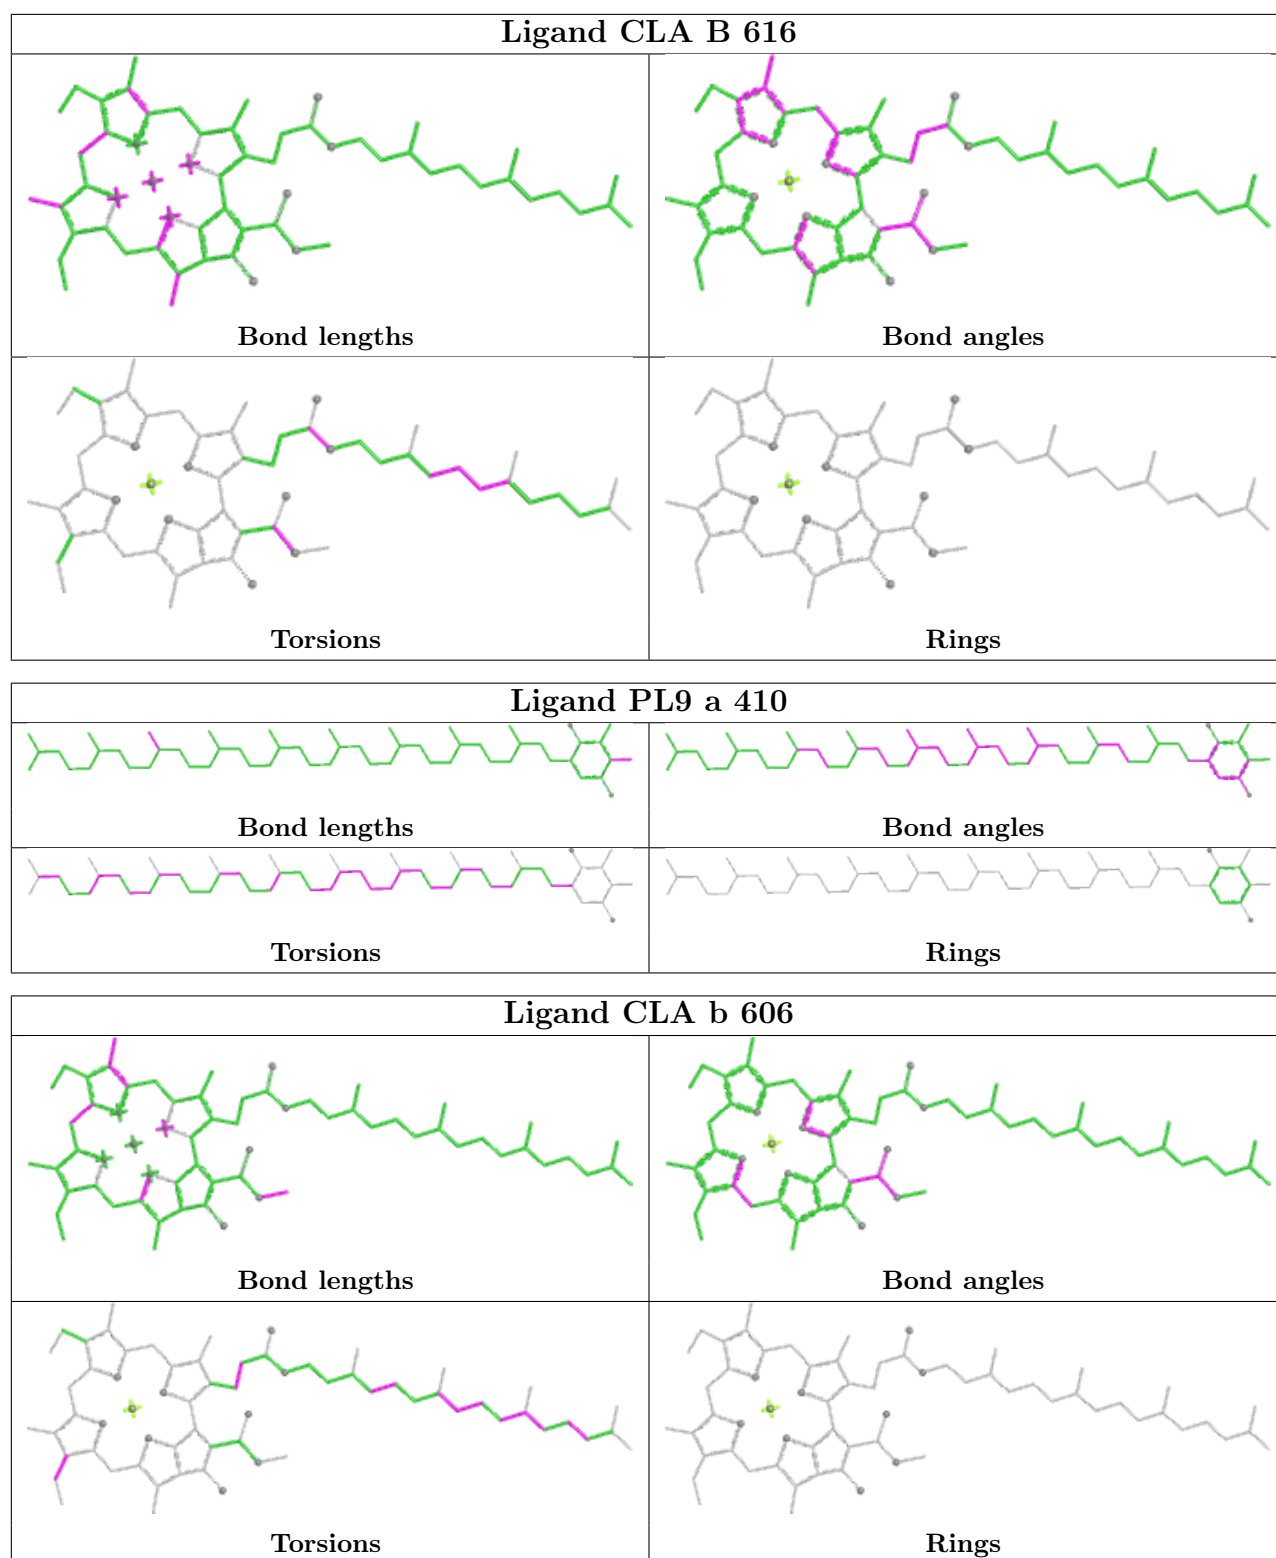 Ligand CLA B 616
Bond lengths
Bond angles
Torsions
Rings
Ligand PL9 a 410
Bond lengths
Bond angles
Torsions
Rings
Ligand CLA b 606
Bond lengths
Bond angles
Torsions
Rings